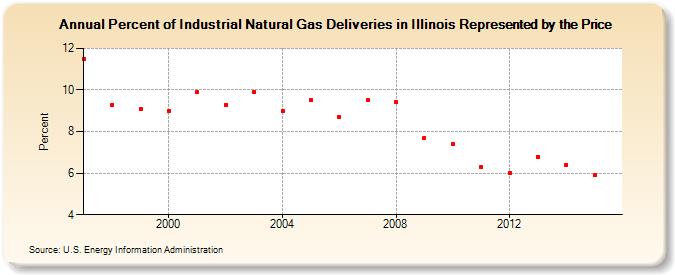 Annual Percent of Industrial Natural Gas Deliveries in Illinois Represented by the Price
Percent
12
10
8
6
4
2000 2004 2008 2012
Source: U.S. Energy Information Administration